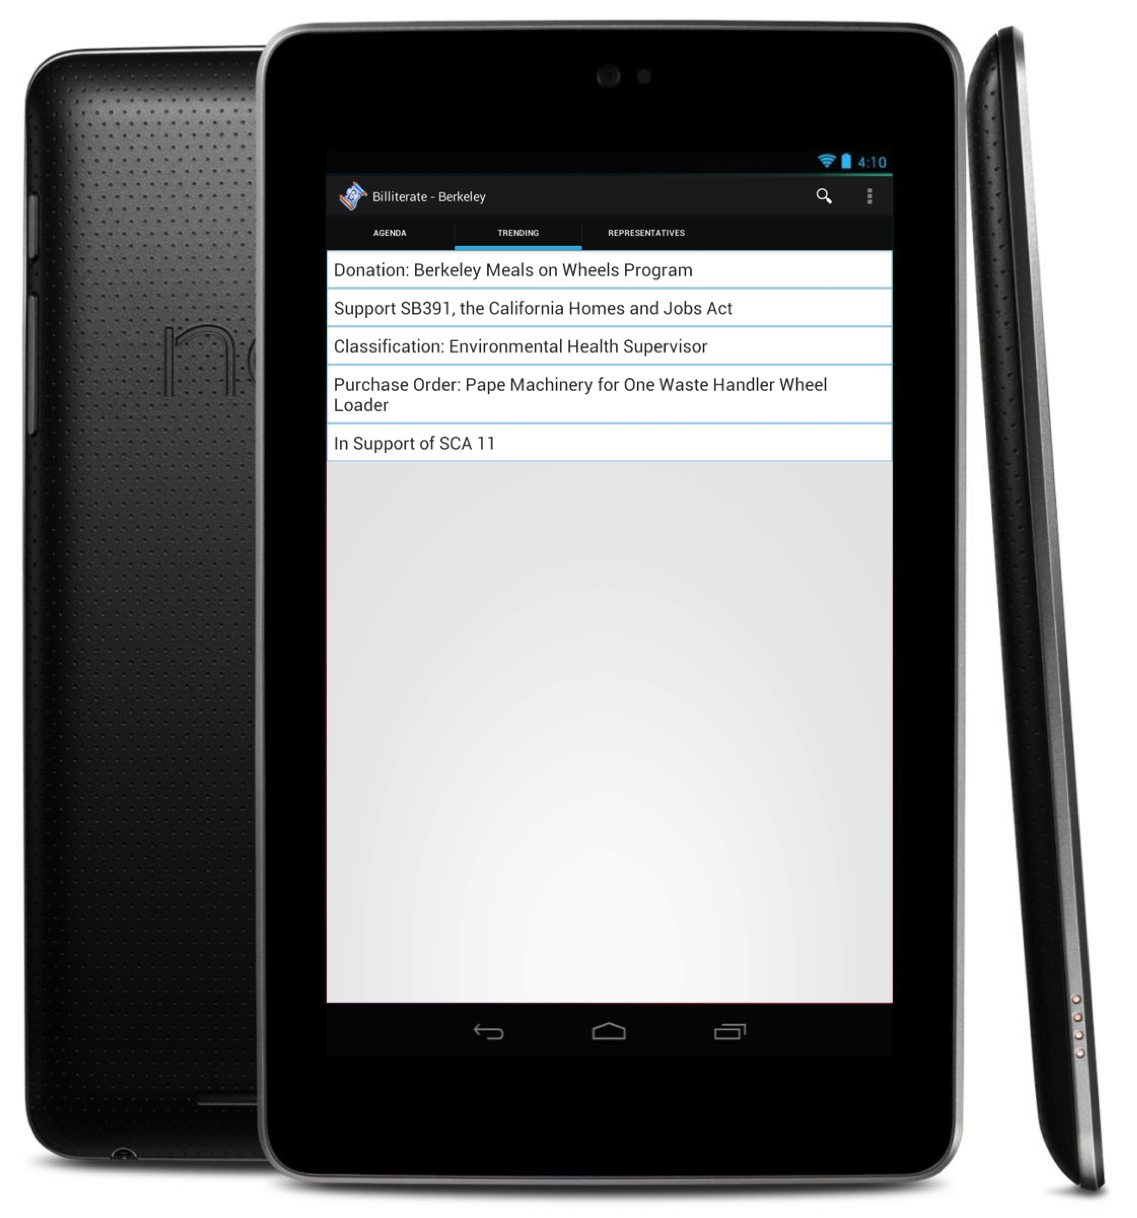 4:10
Billiterate - Berkeley
AGENDA TRENDING REPRESENTATIVES
Donation: Berkeley Meals on Wheels Program
Support SB391, the California Homes and Jobs Act
Classification: Environmental Health Supervisor
Purchase Order: Pape Machinery for One Waste Handler Wheel
Loader
In Support of SCA 11